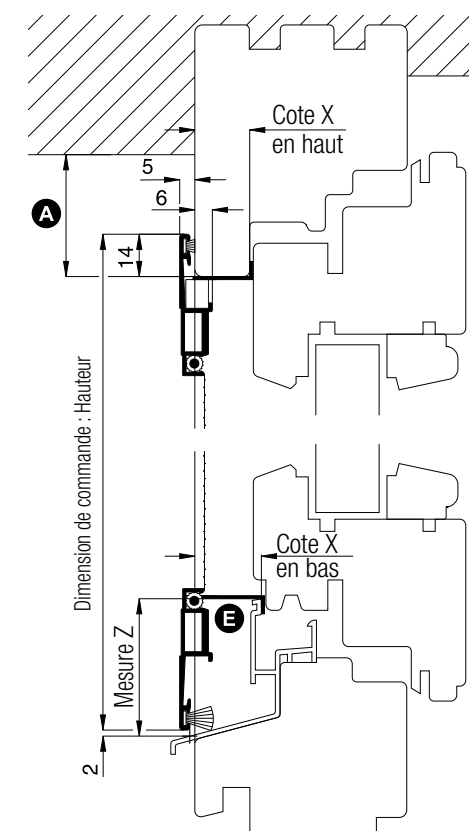 Cote X
en haut
5
6
A
14
Dimension de commande : Hauteur
Cote X
en bas
E
Mesure Z
2